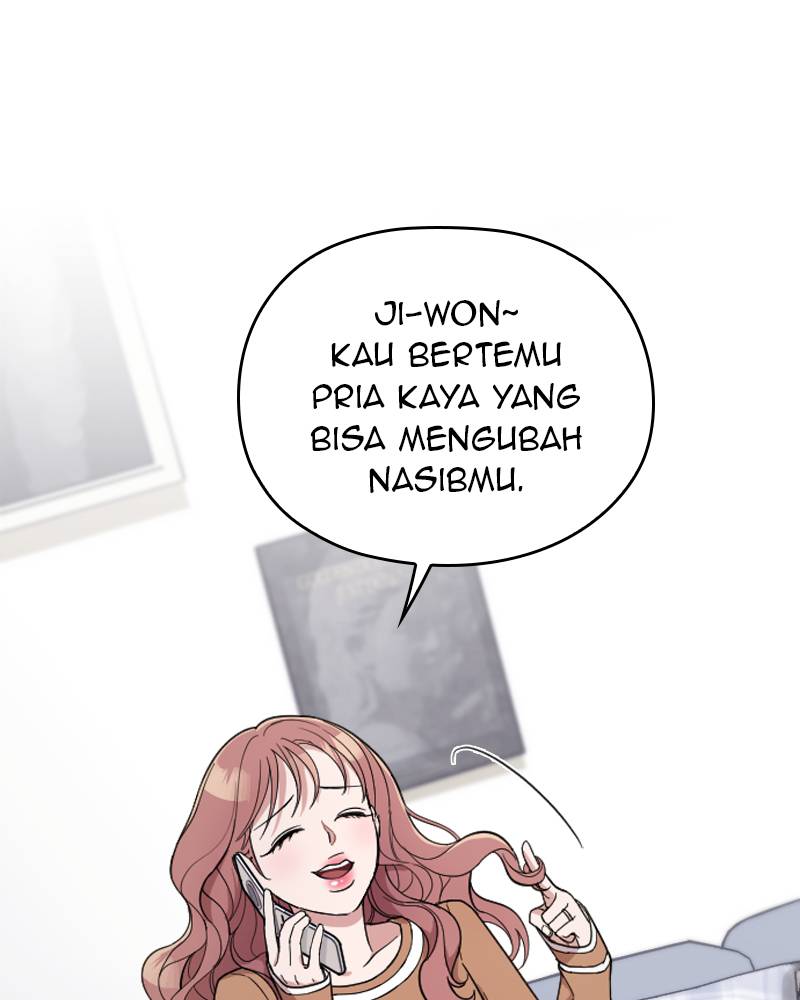 JI-WON~
KAU BERTEMU
PRIA KAYA YANG
BISA MENGUBAH
NASIBMU.